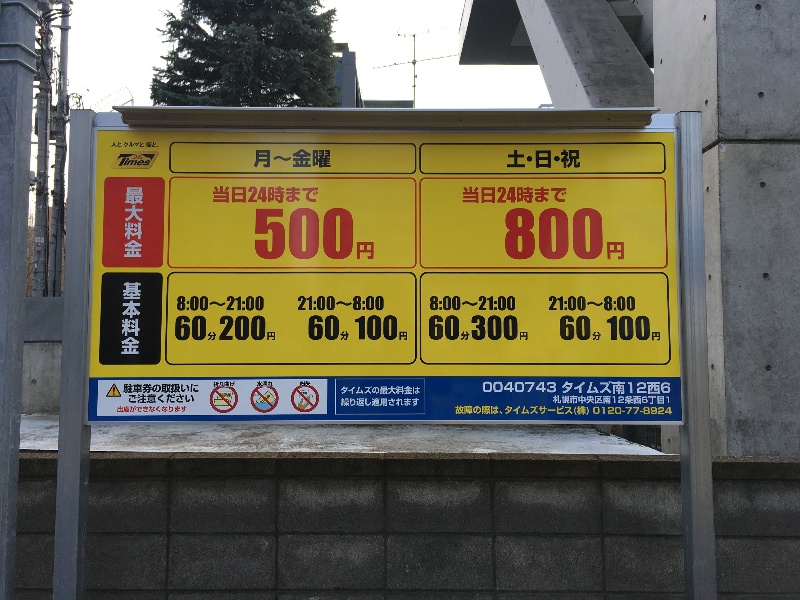 人と クルマと 街と。
Times
月～金曜
土・日・祝
最大料金
当日24時まで
500円
当日24時まで
800円
基本料金
8:00～21:00
60分200円
21:00～8:00
60分100円
8:00～21:00
60分300円
21:00～8:00
60分100円
駐車券の取扱いに
ご注意ください
出庫ができなくなります
折り曲げ
水濡れ
タイムズの最大料金は
繰り返し適用されます
0040743 タイムズ南12西6
札幌市中央区南12条西6丁目1
故障の際は、タイムズサービス(株) 0120-77-8924